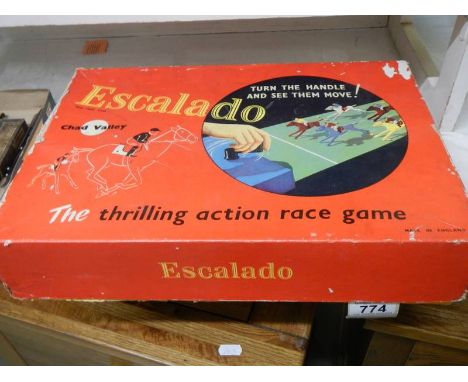 Escalado
TURN THE HANDLE
AND SEE THEM MOVE!
Chad Valley
The thrilling action race game
MADE IN ENGLAND
Escalado
774